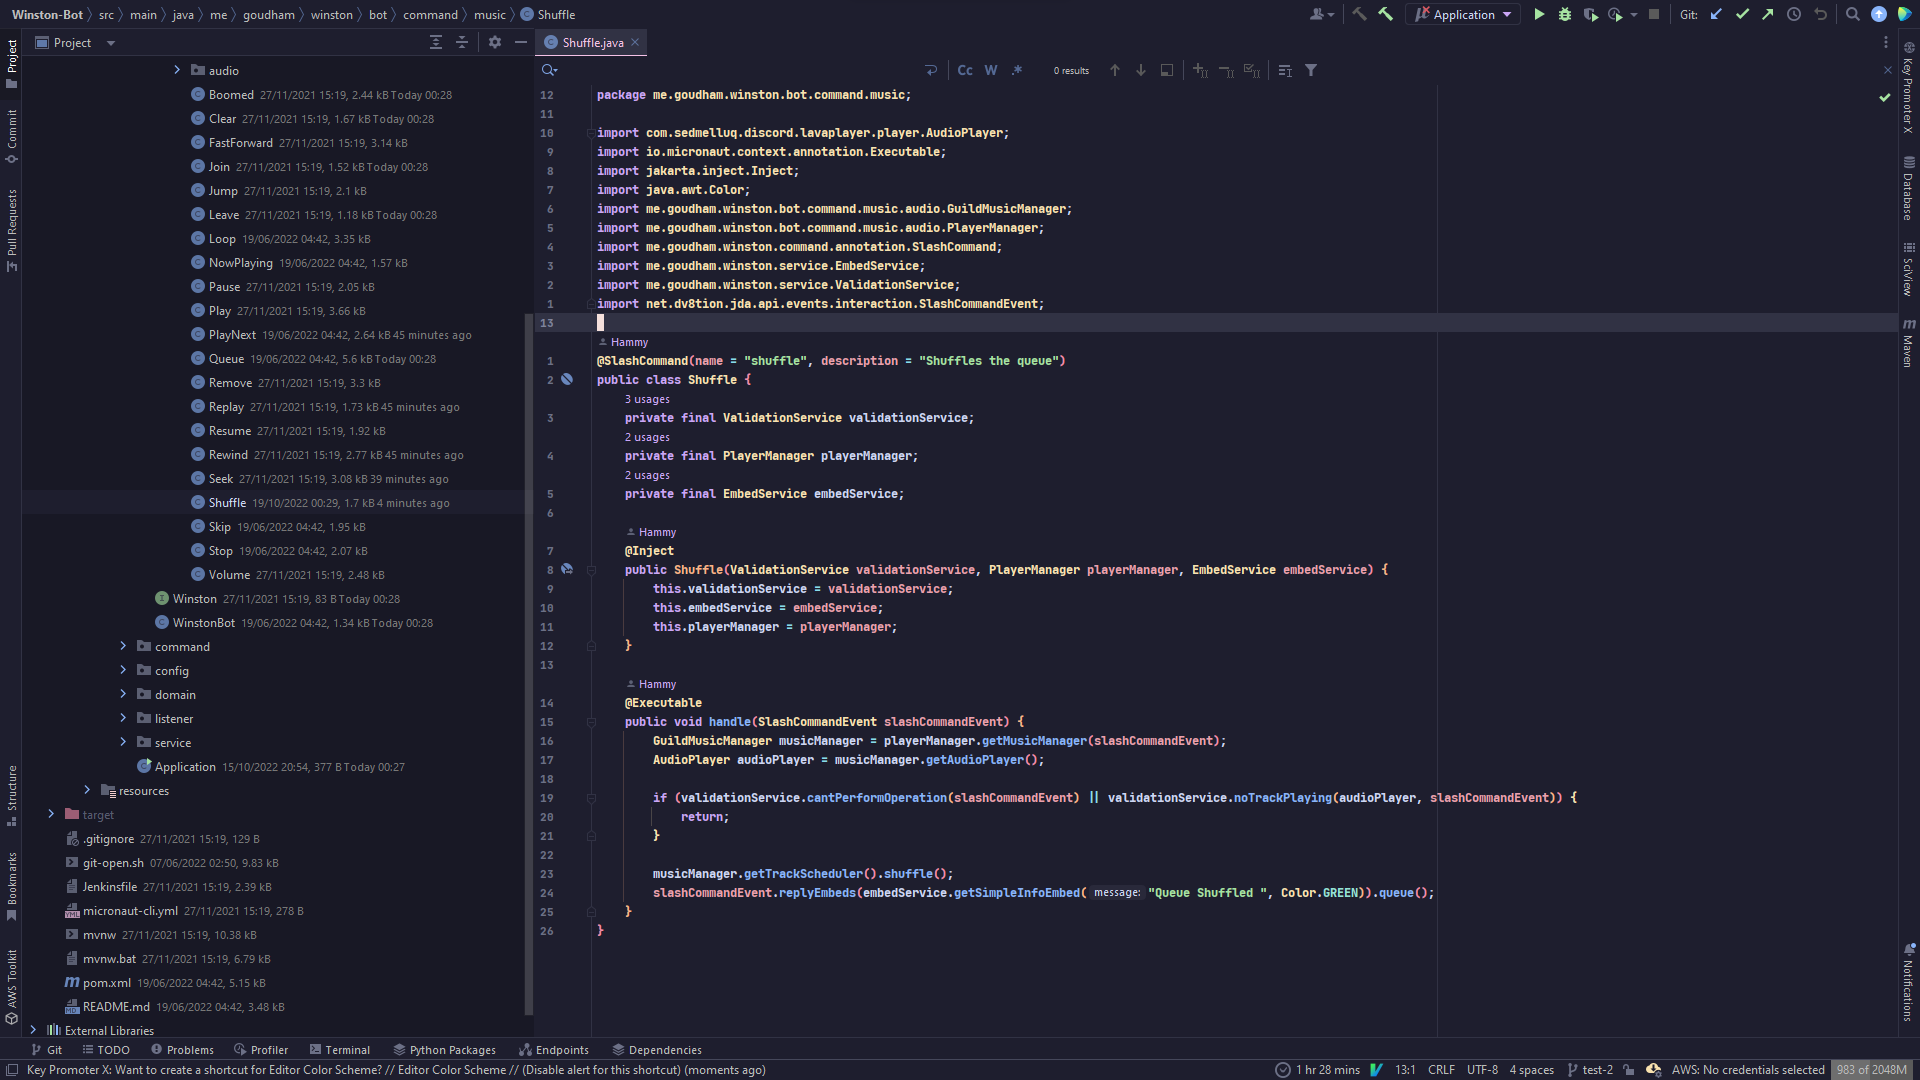 Winston-Bot src main java me goudham winston bot command music Shuffle
Application
Git:
Project
Shuffle.java
Project
Commit
Pull Requests
Structure
Bookmarks
AWS Toolkit
audio
Boomed 27/11/2021 15:19, 2.44 kB Today 00:28
Clear 27/11/2021 15:19, 1.67 kB Today 00:28
FastForward 27/11/2021 15:19, 3.14 kB
Join 27/11/2021 15:19, 1.52 kB Today 00:28
Jump 27/11/2021 15:19, 2.1 kB
Leave 27/11/2021 15:19, 1.18 kB Today 00:28
Loop 19/06/2022 04:42, 3.35 kB
NowPlaying 19/06/2022 04:42, 1.57 kB
Pause 27/11/2021 15:19, 2.05 kB
Play 27/11/2021 15:19, 3.66 kB
PlayNext 19/06/2022 04:42, 2.64 kB 45 minutes ago
Queue 19/06/2022 04:42, 5.6 kB Today 00:28
Remove 27/11/2021 15:19, 3.3 kB
Replay 27/11/2021 15:19, 1.73 kB 45 minutes ago
Resume 27/11/2021 15:19, 1.92 kB
Rewind 27/11/2021 15:19, 2.77 kB 45 minutes ago
Seek 27/11/2021 15:19, 3.08 kB 39 minutes ago
Shuffle 19/10/2022 00:29, 1.7 kB 4 minutes ago
Skip 19/06/2022 04:42, 1.95 kB
Stop 19/06/2022 04:42, 2.07 kB
Volume 27/11/2021 15:19, 2.48 kB
Winston 27/11/2021 15:19, 83 B Today 00:28
WinstonBot 19/06/2022 04:42, 1.34 kB Today 00:28
command
config
domain
listener
service
Application 15/10/2022 20:54, 377 B Today 00:27
resources
target
.gitignore 27/11/2021 15:19, 129 B
git-open.sh 07/06/2022 02:50, 9.83 kB
Jenkinsfile 27/11/2021 15:19, 2.39 kB
micronaut-cli.yml 27/11/2021 15:19, 278 B
mvnw 27/11/2021 15:19, 10.38 kB
mvnw.bat 27/11/2021 15:19, 6.79 kB
pom.xml 19/06/2022 04:42, 5.15 kB
README.md 19/06/2022 04:42, 3.48 kB
External Libraries
Cc W .* 0 results
12 package me.goudham.winston.bot.command.music;
11
10 import com.sedmelluq.discord.lavaplayer.player.AudioPlayer;
9 import io.micronaut.context.annotation.Executable;
8 import jakarta.inject.Inject;
7 import java.awt.Color;
6 import me.goudham.winston.bot.command.music.audio.GuildMusicManager;
5 import me.goudham.winston.bot.command.music.audio.PlayerManager;
4 import me.goudham.winston.command.annotation.SlashCommand;
3 import me.goudham.winston.service.EmbedService;
2 import me.goudham.winston.service.ValidationService;
1 import net.dv8tion.jda.api.events.interaction.SlashCommandEvent;
13
Hammy
1 @SlashCommand(name = "shuffle", description = "Shuffles the queue")
2 public class Shuffle {
3 usages
3 private final ValidationService validationService;
2 usages
4 private final PlayerManager playerManager;
2 usages
5 private final EmbedService embedService;
6
Hammy
7 @Inject
8 public Shuffle(ValidationService validationService, PlayerManager playerManager, EmbedService embedService) {
9 this.validationService = validationService;
10 this.embedService = embedService;
11 this.playerManager = playerManager;
12 }
13
Hammy
14 @Executable
15 public void handle(SlashCommandEvent slashCommandEvent) {
16 GuildMusicManager musicManager = playerManager.getMusicManager(slashCommandEvent);
17 AudioPlayer audioPlayer = musicManager.getAudioPlayer();
18
19 if (validationService.cantPerformOperation(slashCommandEvent) || validationService.noTrackPlaying(audioPlayer, slashCommandEvent)) {
20 return;
21 }
22
23 musicManager.getTrackScheduler().shuffle();
24 slashCommandEvent.replyEmbeds(embedService.getSimpleInfoEmbed( message: "Queue Shuffled ", Color.GREEN)).queue();
25 }
26 }
Key Promoter X
Database
SciView
Maven
Notifications
Git TODO Problems Profiler Terminal Python Packages Endpoints Dependencies
Key Promoter X: Want to create a shortcut for Editor Color Scheme? // Editor Color Scheme // (Disable alert for this shortcut) (moments ago)
1 hr 28 mins 13:1 CRLF UTF-8 4 spaces test-2 AWS: No credentials selected 983 of 2048M